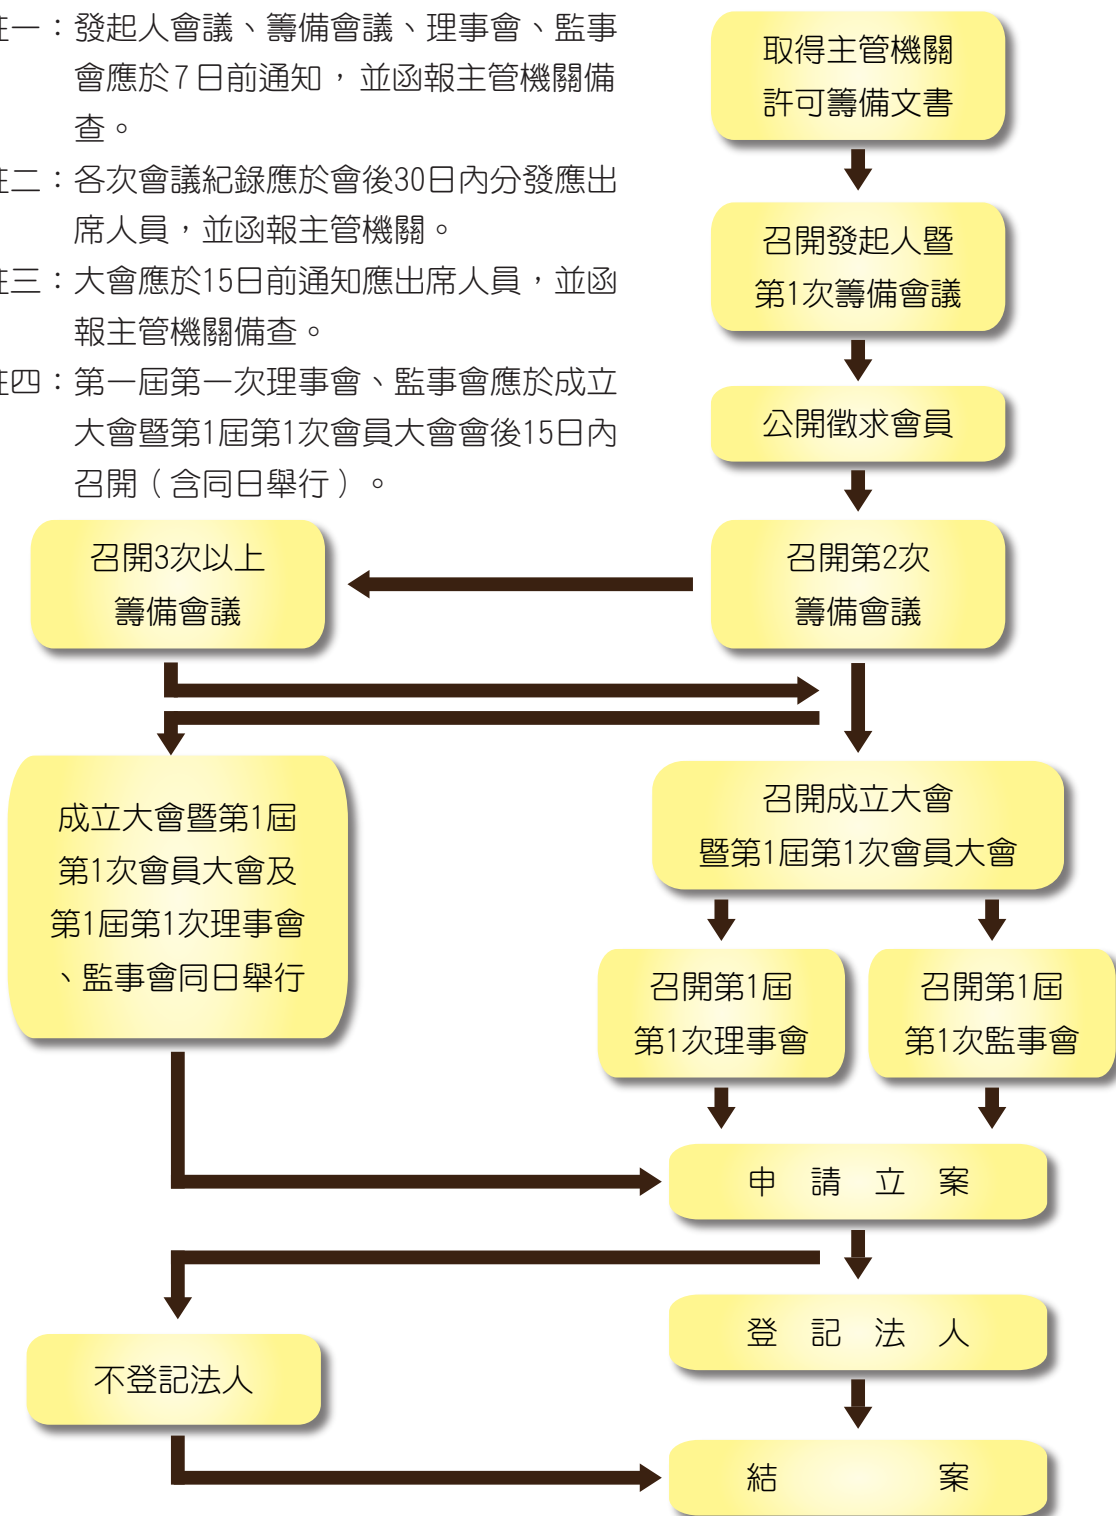 註一：發起人會議、籌備會議、理事會、監事
會應於7日前通知，並函報主管機關備
查。
註二：各次會議紀錄應於會後30日內分發應出
席人員，並函報主管機關。
註三：大會應於15日前通知應出席人員，並函
報主管機關備查。
註四：第一屆第一次理事會、監事會應於成立
大會暨第1屆第1次會員大會會後15日內
召開（含同日舉行）。
取得主管機關
許可籌備文書
召開發起人暨
第1次籌備會議
公開徵求會員
召開第2次
籌備會議
召開3次以上
籌備會議
成立大會暨第1屆
第1次會員大會及
第1屆第1次理事會
、監事會同日舉行
召開成立大會
暨第1屆第1次會員大會
召開第1屆
第1次理事會
召開第1屆
第1次監事會
申請立案
登記法人
不登記法人
結案